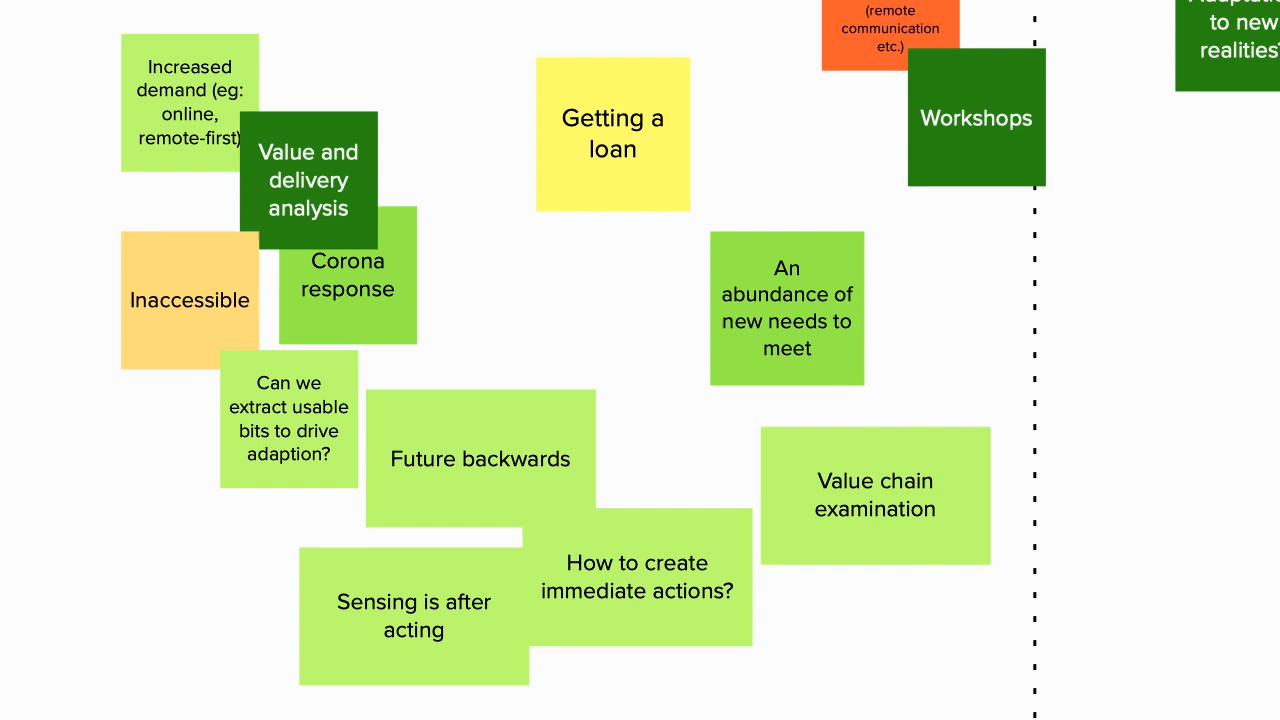 (remote
communication
etc.)
to new
realities?
Increased
demand (eg:
online,
remote-first)
Value and
delivery
analysis
Getting a
loan
Workshops
Corona
response
Inaccessible
An
abundance of
new needs to
meet
Can we
extract usable
bits to drive
adaption?
Future backwards
Value chain
examination
How to create
immediate actions?
Sensing is after
acting